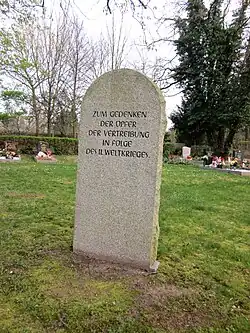 ZUM GEDENKEN
DER OPFER
DER VERTREIBUNG
IN FOLGE
DES II. WELTKRIEGES.